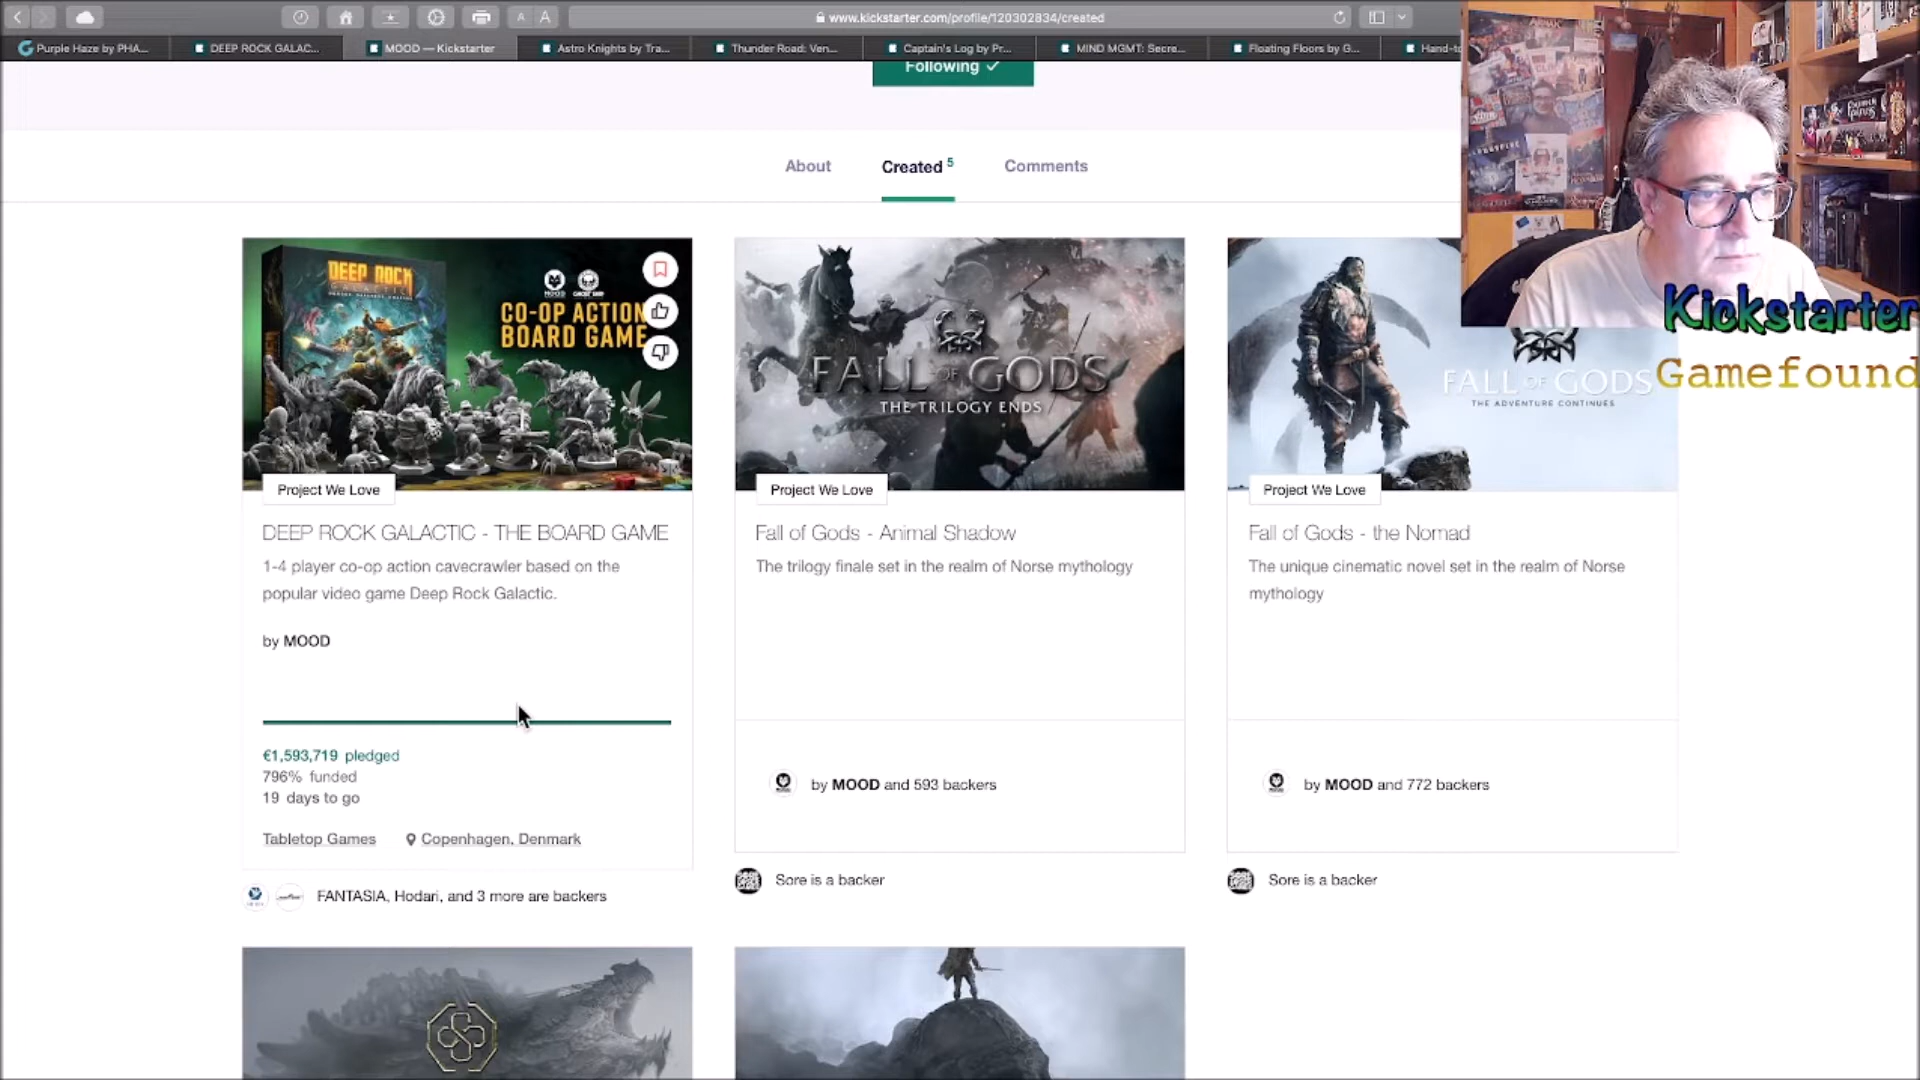 www.kickstarter.com/profile/120302834/created
Purple Haze by PHA...
DEEP ROCK GALAC...
MOOD — Kickstarter
Astro Knights by Tra...
Thunder Road: Ven...
Captain's Log by Pr...
MIND MGMT: Secre...
Floating Floors by G...
Hand-to
Following
About
Created 5
Comments
DEEP ROCK
GALACTIC
MOOD
CO-OP ACTION
BOARD GAME
FALL OF GODS
THE TRILOGY ENDS
FALL OF GODS
THE ADVENTURE CONTINUES
Kickstarter
Gamefound
Project We Love
DEEP ROCK GALACTIC - THE BOARD GAME
1-4 player co-op action cavecrawler based on the
popular video game Deep Rock Galactic.
by MOOD
€1,593,719 pledged
796% funded
19 days to go
Tabletop Games
Copenhagen, Denmark
FANTASIA, Hodari, and 3 more are backers
Project We Love
Fall of Gods - Animal Shadow
The trilogy finale set in the realm of Norse mythology
by MOOD and 593 backers
Sore is a backer
Project We Love
Fall of Gods - the Nomad
The unique cinematic novel set in the realm of Norse
mythology
by MOOD and 772 backers
Sore is a backer